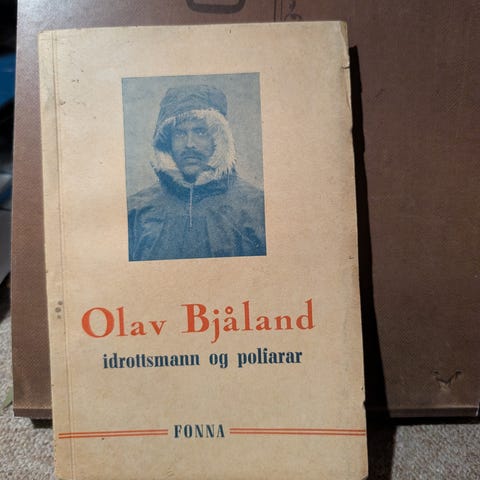 Olav Bjåland
idrottsmann og polfarar
FONNA